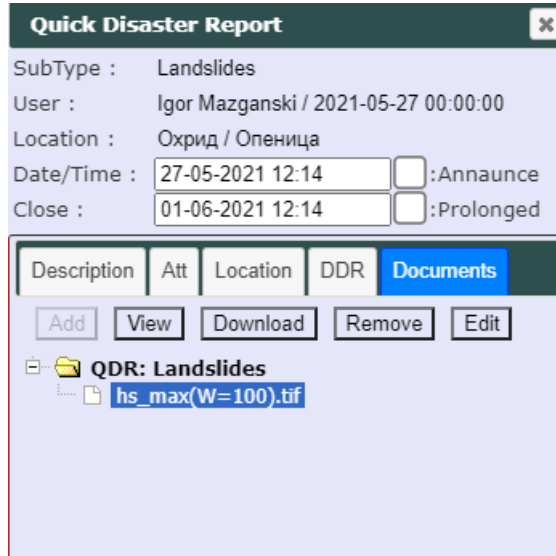 Quick Disaster Report
SubType : Landslides
User : Igor Mazganski / 2021-05-27 00:00:00
Location : Охрид / Опеница
Date/Time : 27-05-2021 12:14 :Annaunce
Close : 01-06-2021 12:14 :Prolonged
Description Att Location DDR Documents
Add View Download Remove Edit
QDR: Landslides
hs_max(W=100).tif